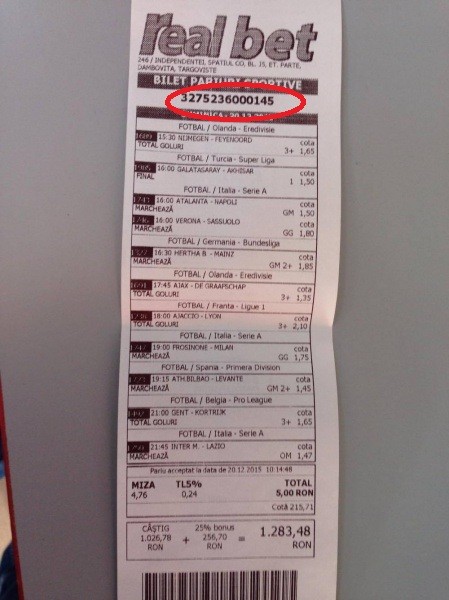 real bet
246 / INDEPENDENTEI, SPATIUL CO, BL. J5, ET. PARTE,
DAMBOVITA, TARGOVISTE
BILET PARIURI SPORTIVE
3275236000145
FOTBAL / Olanda - Eredivisie
15:30 NIJMEGEN - FEYENOORD cota
TOTAL GOLURI 3+ 1,65
FOTBAL / Turcia - Super Liga
16:00 GALATASARAY - AKHISAR cota
FINAL 1 1,50
FOTBAL / Italia - Serie A
16:00 ATALANTA - NAPOLI cota
MARCHEAZĂ GM 1,50
16:00 VERONA - SASSUOLO cota
MARCHEAZĂ GG 1,80
FOTBAL / Germania - Bundesliga
16:30 HERTHA B - MAINZ cota
MARCHEAZĂ GM 2+ 1,85
FOTBAL / Olanda - Eredivisie
17:45 AJAX - DE GRAAFSCHAP cota
TOTAL GOLURI 3+ 1,35
FOTBAL / Franta - Ligue 1
18:00 AJACCIO - LYON cota
TOTAL GOLURI 3+ 2,10
FOTBAL / Italia - Serie A
19:00 FROSINONE - MILAN cota
MARCHEAZĂ GG 1,75
FOTBAL / Spania - Primera Division
19:15 ATH.BILBAO - LEVANTE cota
MARCHEAZĂ GM 2+ 1,45
FOTBAL / Belgia - Pro League
21:00 GENT - KORTRIJK cota
TOTAL GOLURI 3+ 1,65
FOTBAL / Italia - Serie A
21:45 INTER M. - LAZIO cota
MARCHEAZĂ OM 1,47
Pariu acceptat la data de 20.12.2015 10:14:48
MIZA TL5% TOTAL
4,76 0,24 5,00 RON
Cotă 215,71
CÂȘTIG 25% bonus
1.026,78 + 256,70 = 1.283,48
RON RON RON